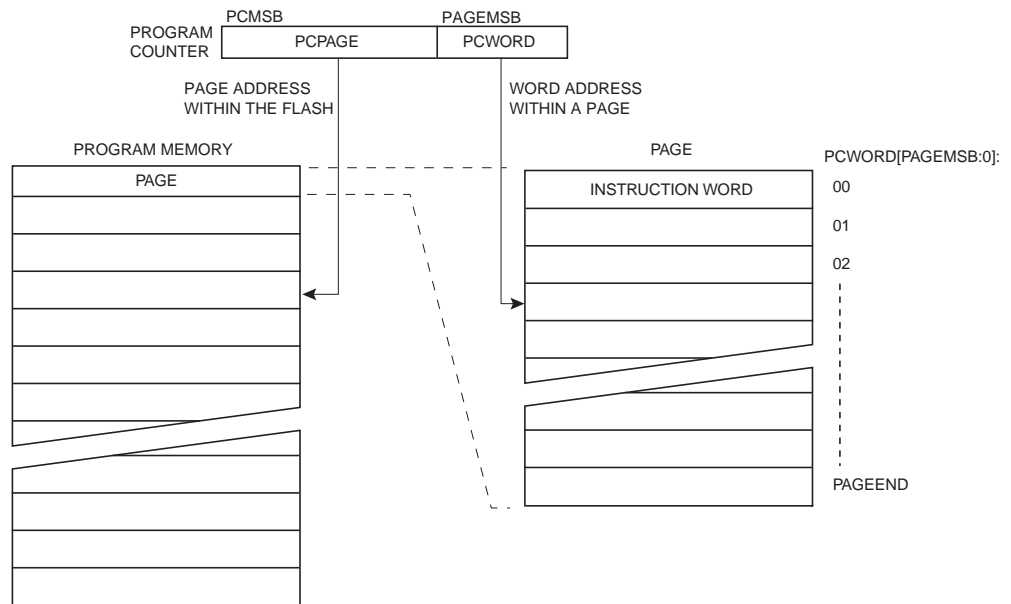 PCMSB
PAGEMSB
PROGRAM
COUNTER
PCPAGE
PCWORD
PAGE ADDRESS
WITHIN THE FLASH
WORD ADDRESS
WITHIN A PAGE
PROGRAM MEMORY
PAGE
PAGE
PCWORD[PAGEMSB:0]:
INSTRUCTION WORD
00
01
02
PAGEEND